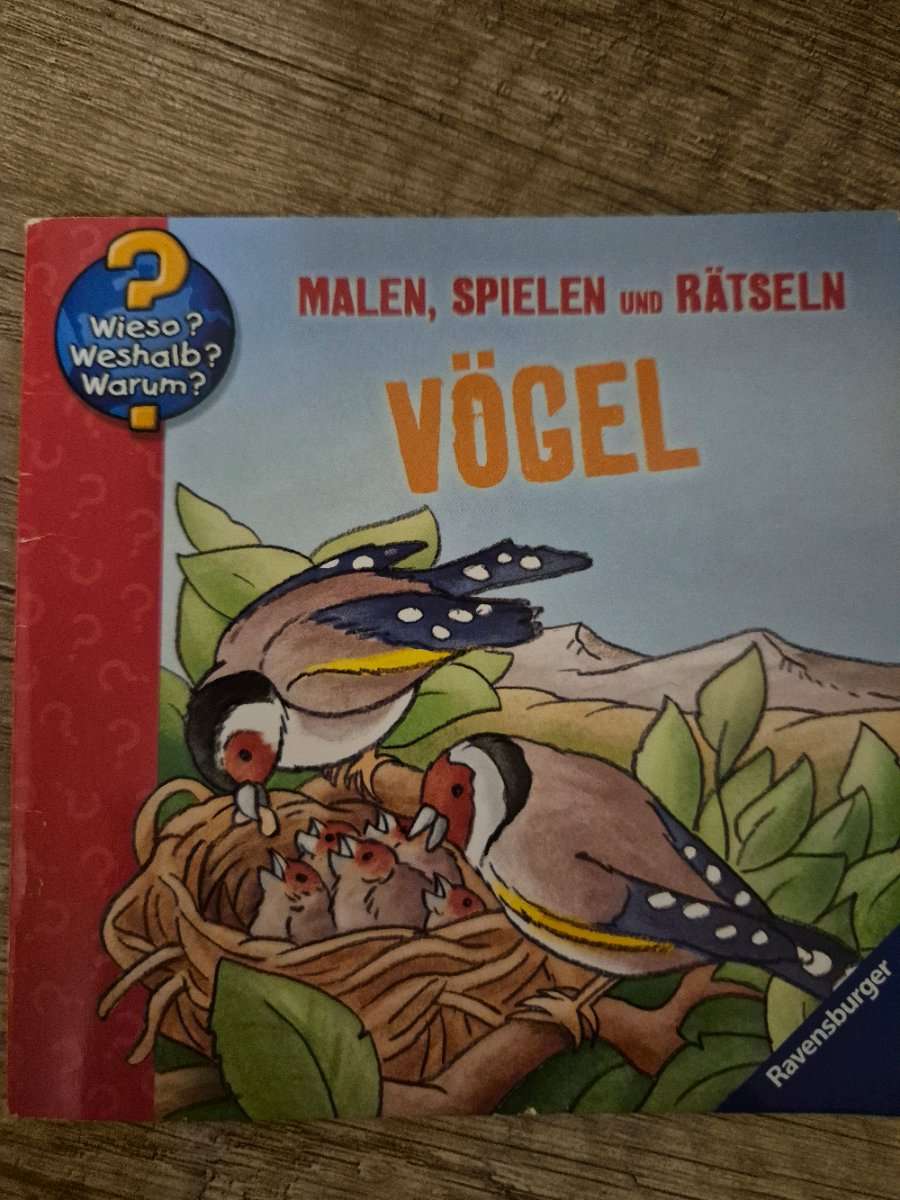 ?
Wieso?
Weshalb?
Warum?
MALEN, SPIELEN UND RÄTSELN
VÖGEL
Ravensburger